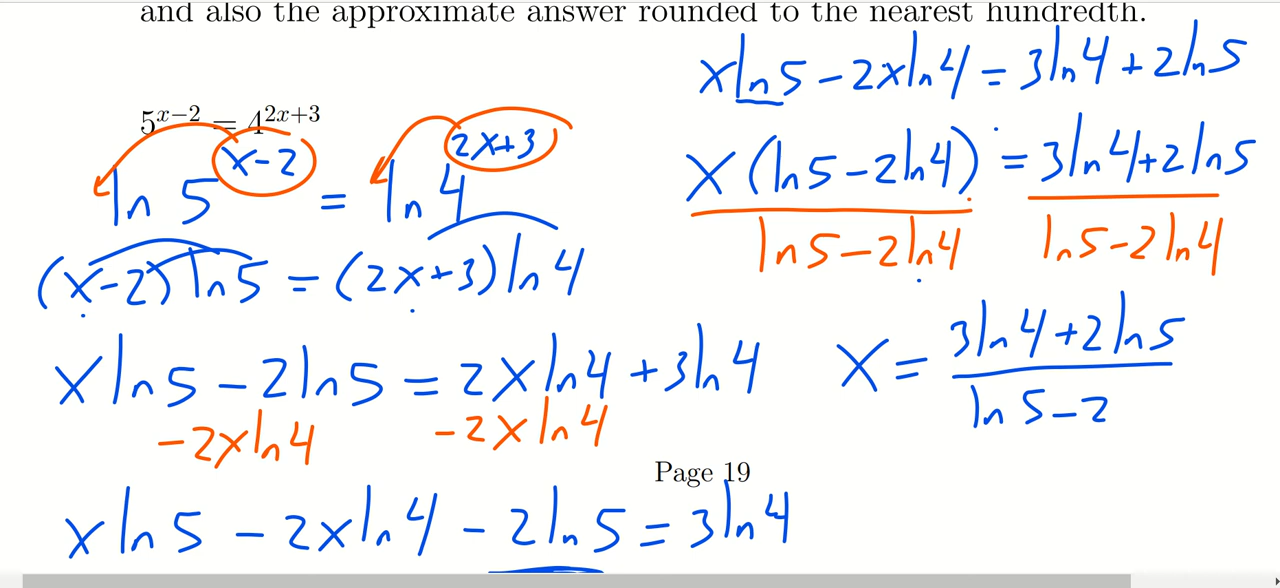 and also the approximate answer rounded to the nearest hundredth.
5^{x−2} = 4^{2x+3}
ln 5^{x-2} = ln 4^{2x+3}
(x-2) ln 5 = (2x+3) ln 4
x ln 5 - 2 ln 5 = 2x ln 4 + 3 ln 4
-2x ln 4 -2x ln 4
x ln 5 - 2x ln 4 - 2 ln 5 = 3 ln 4
x ln 5 - 2x ln 4 = 3 ln 4 + 2 ln 5
x (ln 5 - 2 ln 4) = 3 ln 4 + 2 ln 5
ln 5 - 2 ln 4 ln 5 - 2 ln 4
x = 3 ln 4 + 2 ln 5
ln 5 - 2
Page 19